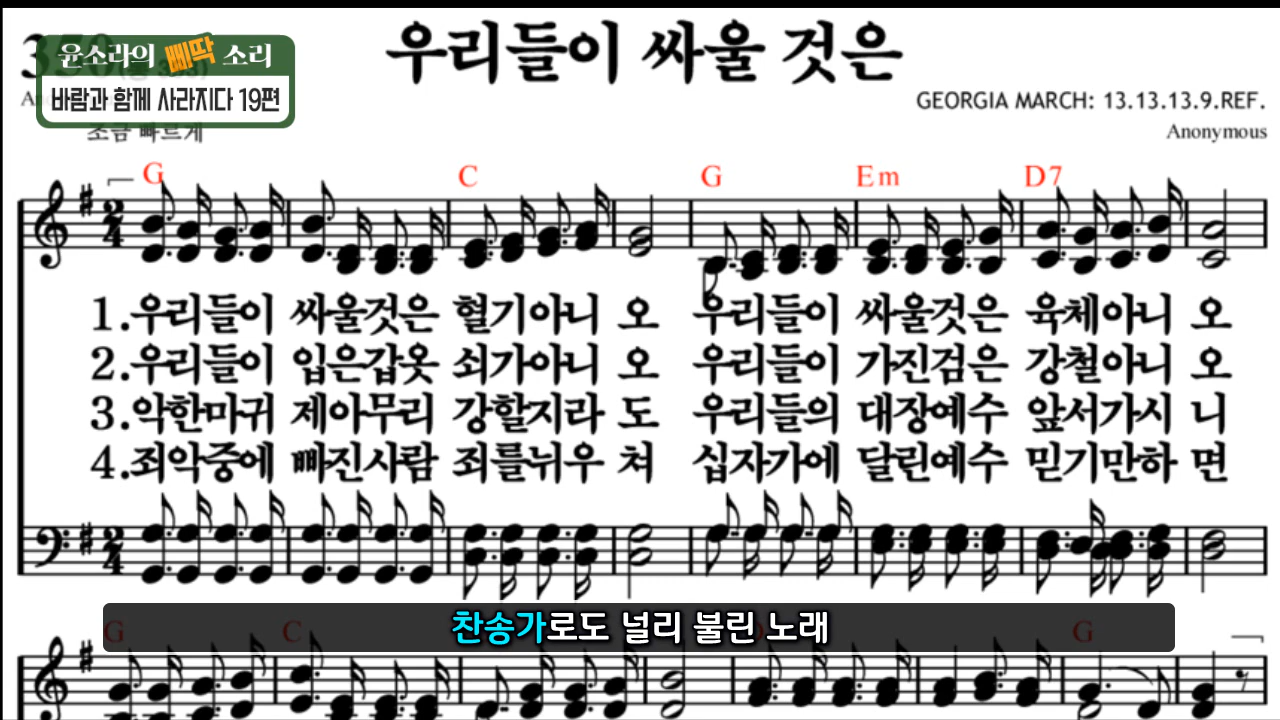 윤소라의 삐딱 소리
바람과 함께 사라지다 19편
우리들이 싸울 것은
GEORGIA MARCH: 13.13.13.9.REF.
Anonymous
조금 빠르게
G C G Em D7
1.우리들이 싸울것은 혈기아니 오 우리들이 싸울것은 육체아니 오
2.우리들이 입은갑옷 쇠가아니 오 우리들이 가진검은 강철아니 오
3.악한마귀 제아무리 강할지라 도 우리들의 대장예수 앞서가시 니
4.죄악중에 빠진사람 죄를뉘우 쳐 십자가에 달린예수 믿기만하 면
찬송가로도 널리 불린 노래
G C G